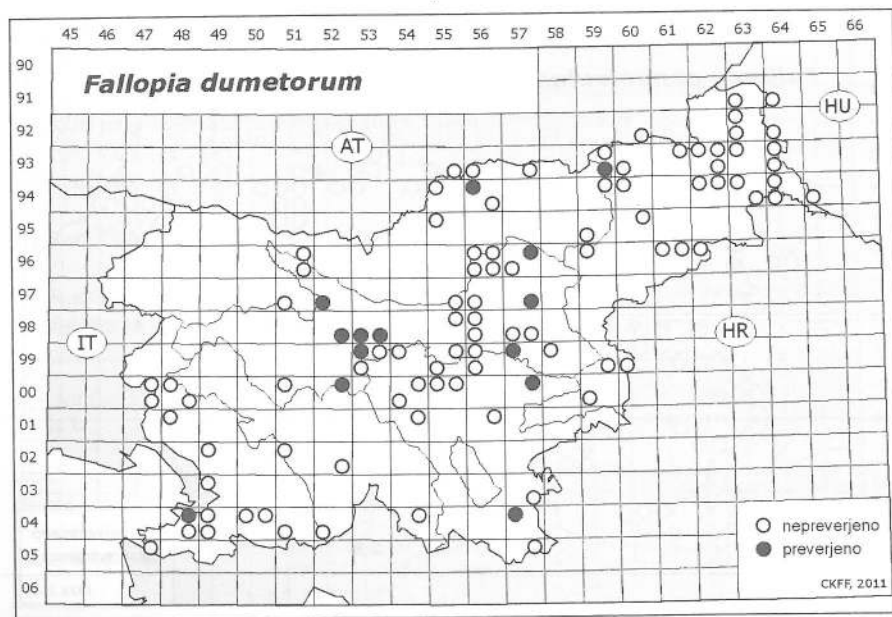 45 46 47 48 49 50 51 52 53 54 55 56 57 58 59 60 61 62 63 64 65 66
90
Fallopia dumetorum
91
HU
92
AT
93
94
95
96
97
98
IT
HR
99
00
01
02
03
04
nepreverjeno
05
preverjeno
06
CKFF, 2011